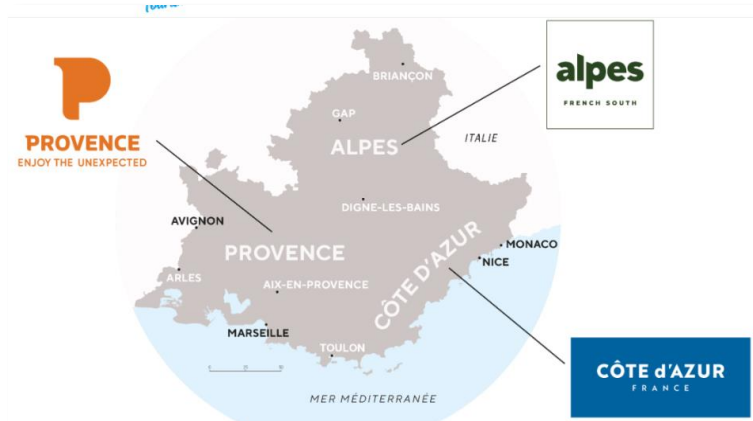 BRIANÇON
GAP
ALPES
ITALIE
alpes
FRENCH SOUTH
PROVENCE
ENJOY THE UNEXPECTED
DIGNE-LES-BAINS
AVIGNON
PROVENCE
CÔTE D'AZUR
MONACO
NICE
ARLES
AIX-EN-PROVENCE
MARSEILLE
TOULON
MER MÉDITERRANÉE
CÔTE d'AZUR
FRANCE